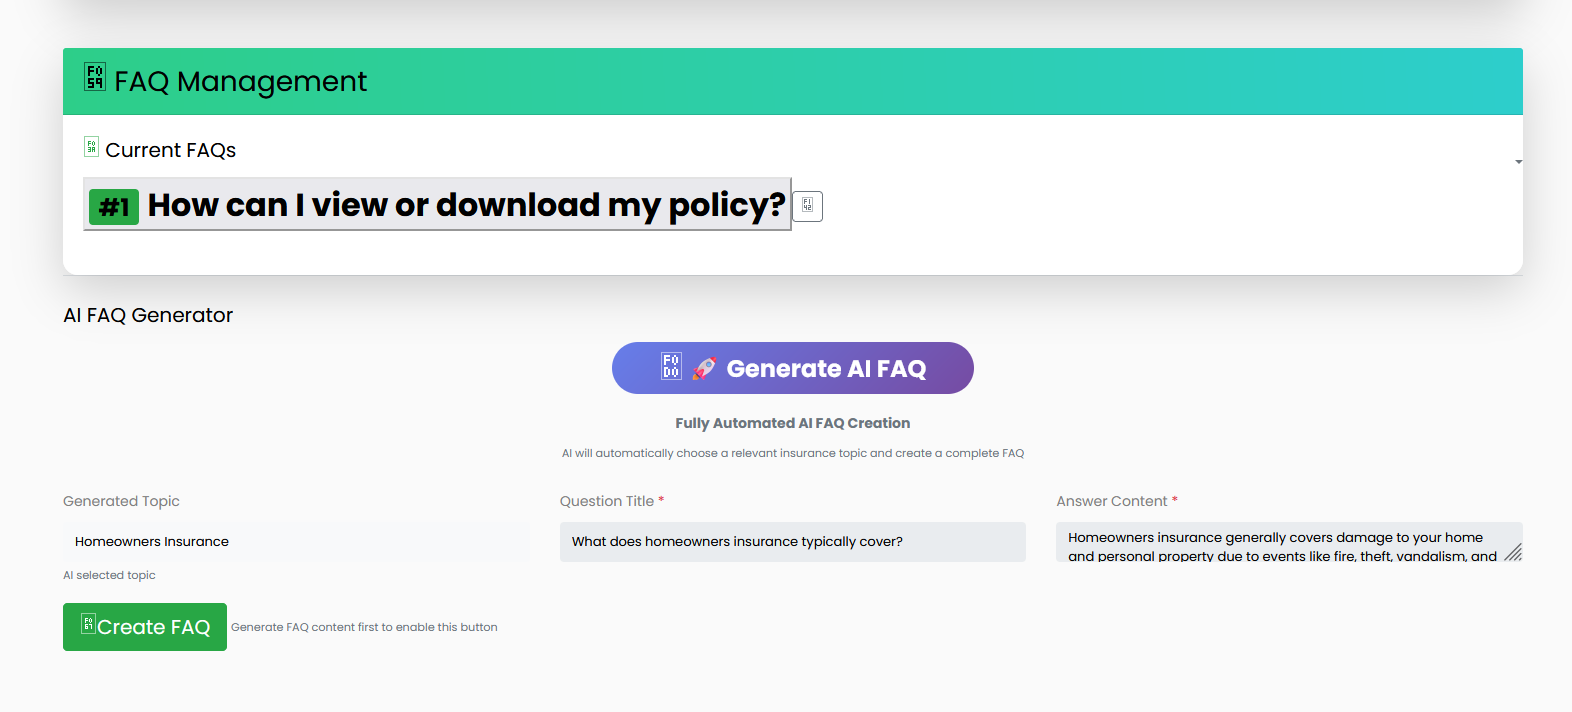 FAQ Management
Current FAQs
#1 How can I view or download my policy?
AI FAQ Generator
🚀 Generate AI FAQ
Fully Automated AI FAQ Creation
AI will automatically choose a relevant insurance topic and create a complete FAQ
Generated Topic
Homeowners Insurance
AI selected topic
Question Title *
What does homeowners insurance typically cover?
Answer Content *
Homeowners insurance generally covers damage to your home
and personal property due to events like fire, theft, vandalism, and
Create FAQ
Generate FAQ content first to enable this button